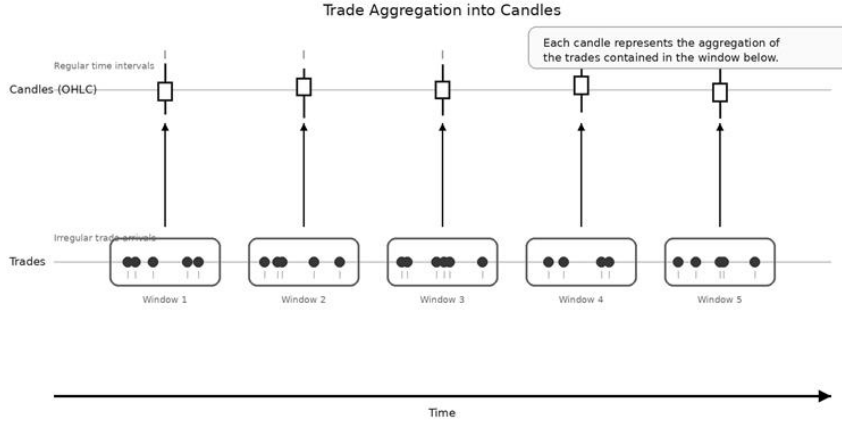 Trade Aggregation into Candles
Each candle represents the aggregation of
the trades contained in the window below.
Regular time intervals
Candles (OHLC)
Irregular trade arrivals
Trades
Window 1
Window 2
Window 3
Window 4
Window 5
Time